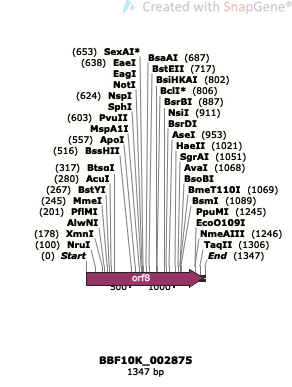 Created with SnapGene®
(653) SexAI*
(638) EaeI
EagI
NotI
(624) NspI
SphI
(603) PvuII
MspA1I
(557) ApoI
(516) BssHII
(317) BtsαI
(280) AcuI
(267) BstYI
(245) MmeI
(201) PflMI
AlwNI
(178) XmnI
(100) NruI
(0) Start
BsaAI (687)
BstEII (717)
BsiHKAI (802)
BclI* (806)
BsrBI (887)
NsiI (911)
BsrDI
AseI (953)
HaeII (1021)
SgrAI (1051)
AvaI (1068)
BsoBI
BmeT110I (1069)
BsmI (1089)
PpuMI (1245)
EcoO109I
NmeAIII (1246)
TaqII (1306)
End (1347)
orf8
500
1000
BBF10K_002875
1347 bp